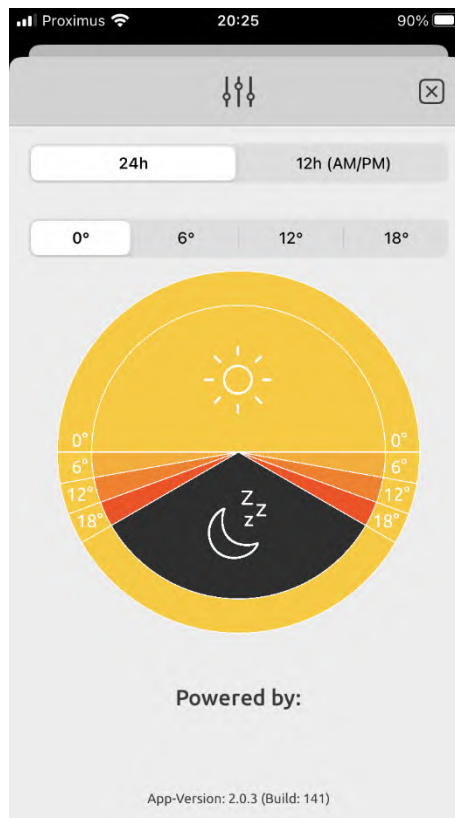 Proximus 20:25 90%
24h 12h (AM/PM)
0° 6° 12° 18°
0° 0°
6° 6°
12° 12°
18° 18°
Z
Z
Z
Powered by:
App-Version: 2.0.3 (Build: 141)